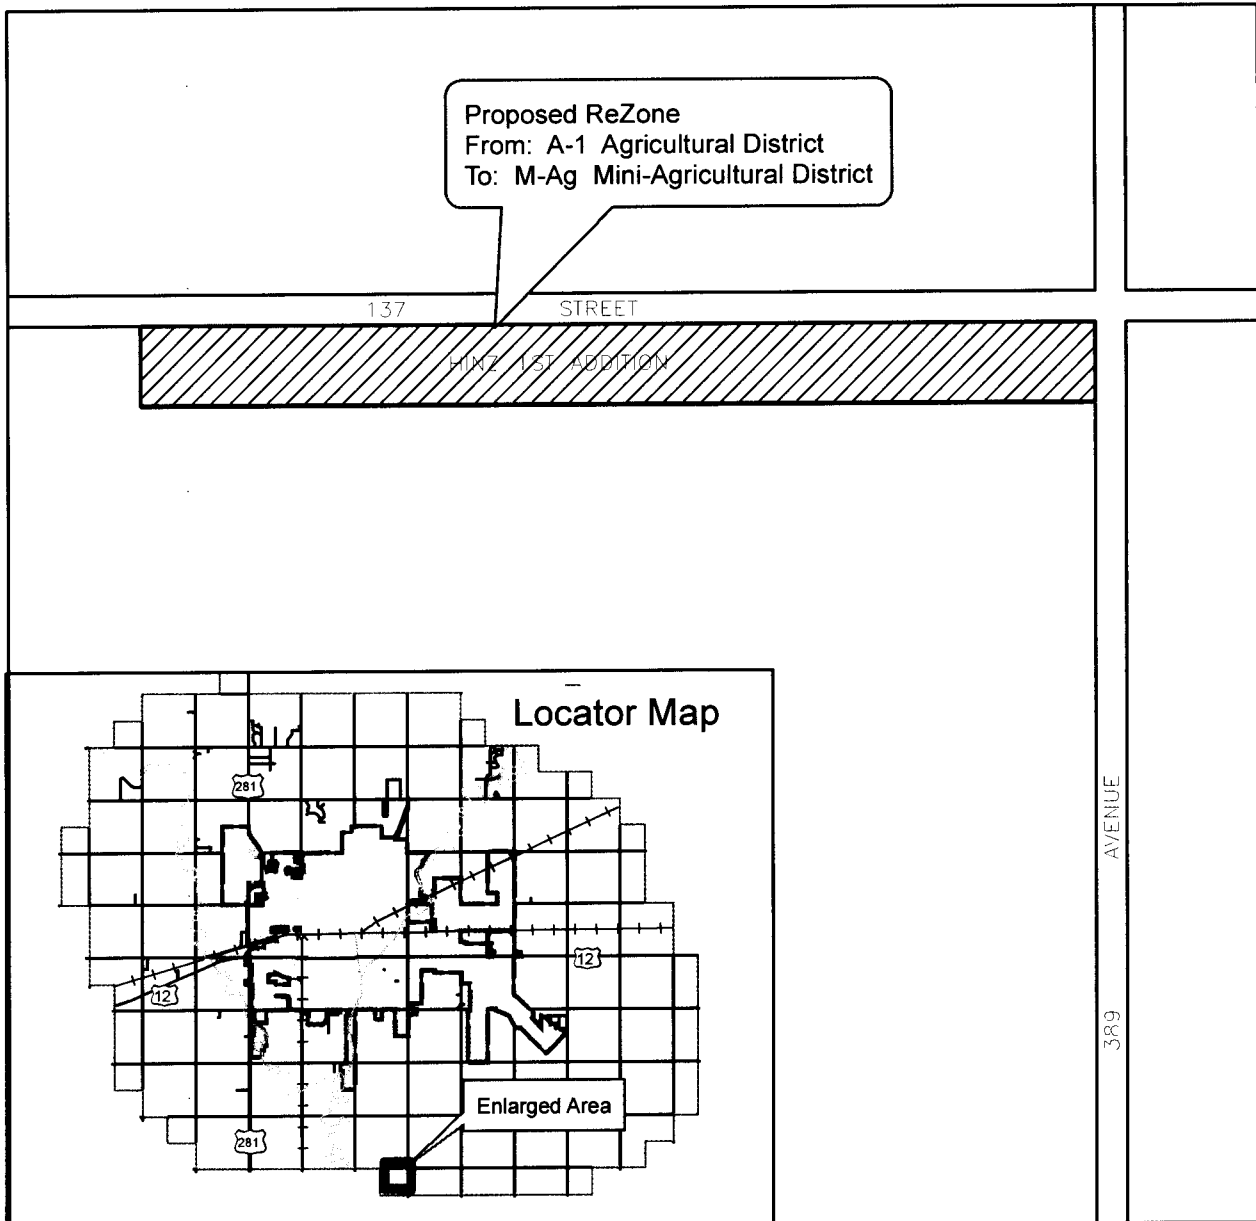 Proposed ReZone
From: A-1 Agricultural District
To: M-Ag Mini-Agricultural District
137 STREET
HINZ 1ST ADDITION
Locator Map
281
12
12
Enlarged Area
281
389 AVENUE